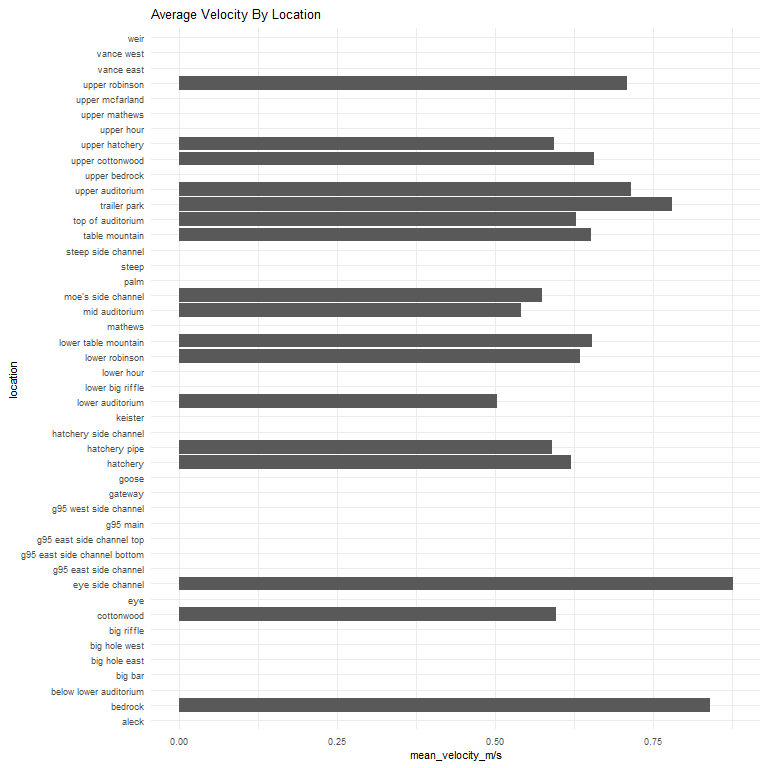 Average Velocity By Location
weir
vance west
vance east
upper robinson
upper mcfarland
upper mathews
upper hour
upper hatchery
upper cottonwood
upper bedrock
upper auditorium
trailer park
top of auditorium
table mountain
steep side channel
steep
palm
moe's side channel
mid auditorium
mathews
lower table mountain
lower robinson
lower hour
lower big riffle
lower auditorium
keister
hatchery side channel
hatchery pipe
hatchery
goose
gateway
g95 west side channel
g95 main
g95 east side channel top
g95 east side channel bottom
g95 east side channel
eye side channel
eye
cottonwood
big riffle
big hole west
big hole east
big bar
below lower auditorium
bedrock
aleck
location
0.00 0.25 0.50 0.75
mean_velocity_m/s